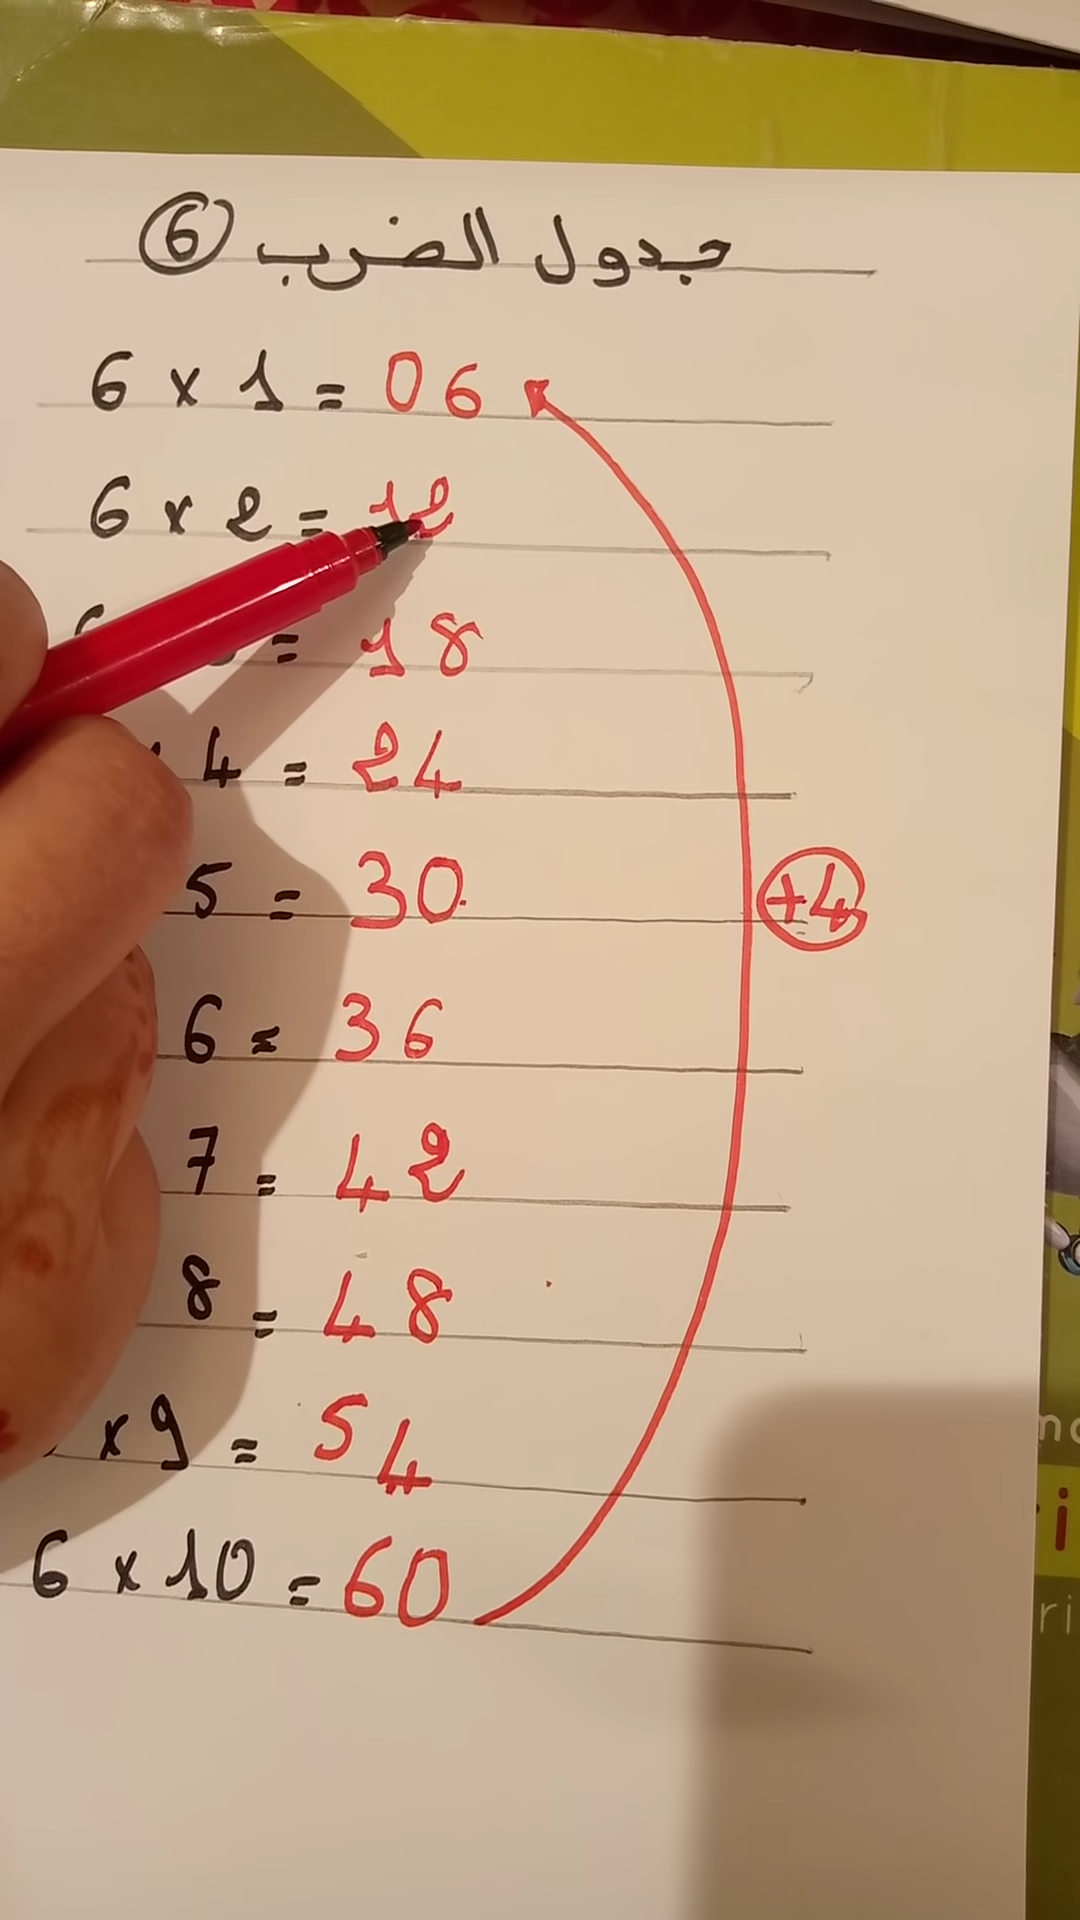 جدول الضرب 6
6 x 1 = 06
6 x 2 = 12
= 18
4 = 24
5 = 30
+4
6 = 36
7 = 42
8 = 48
x 9 = 54
6 x 10 = 60